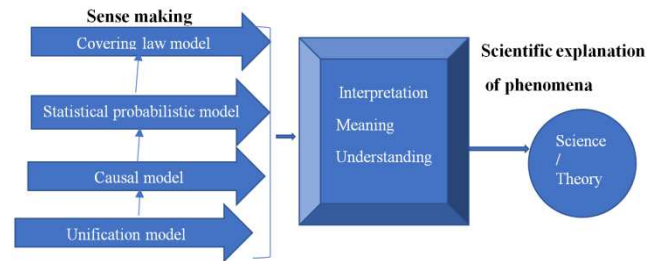 Sense making
Covering law model
Statistical probabilistic model
Causal model
Unification model
Interpretation
Meaning
Understanding
Scientific explanation
of phenomena
Science
/
Theory